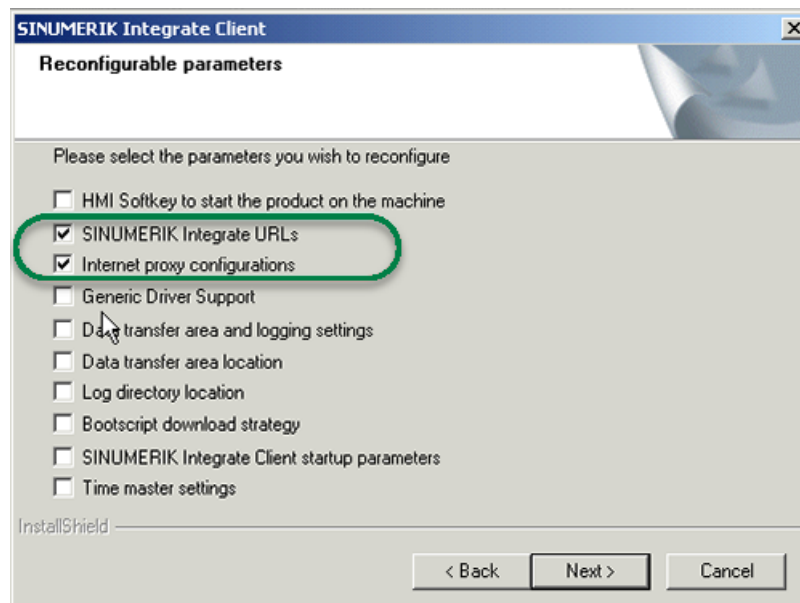 SINUMERIK Integrate Client
Reconfigurable parameters
Please select the parameters you wish to reconfigure
HMI Softkey to start the product on the machine
SINUMERIK Integrate URLs
Internet proxy configurations
Generic Driver Support
Data transfer area and logging settings
Data transfer area location
Log directory location
Bootscript download strategy
SINUMERIK Integrate Client startup parameters
Time master settings
InstallShield
< Back Next > Cancel